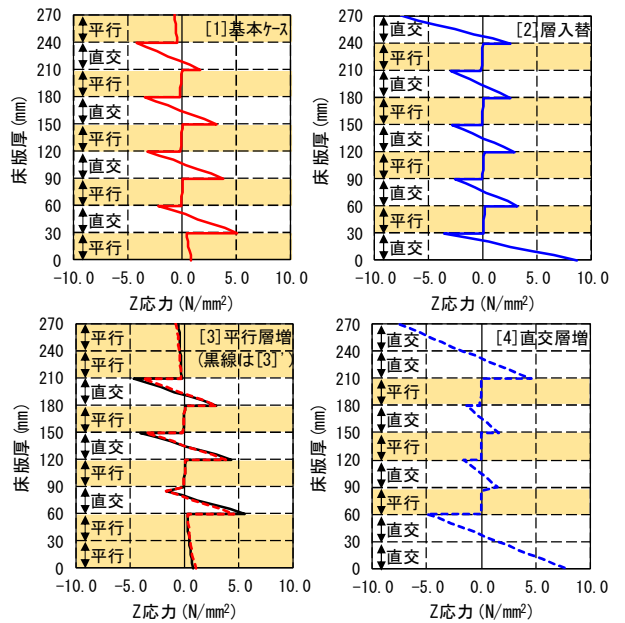 [1]基本ケース
床版厚(mm)
270
240
210
180
150
120
90
60
30
0
平行
直交
平行
直交
平行
直交
平行
直交
平行
-10.0 -5.0 0.0 5.0 10.0
Z応力(N/mm²)
[2]層入替
床版厚(mm)
270
240
210
180
150
120
90
60
30
0
直交
平行
直交
平行
直交
平行
直交
平行
直交
-10.0 -5.0 0.0 5.0 10.0
Z応力(N/mm²)
[3]平行層増
(黒線は[3]')
床版厚(mm)
270
240
210
180
150
120
90
60
30
0
平行
平行
直交
平行
直交
平行
直交
平行
平行
-10.0 -5.0 0.0 5.0 10.0
Z応力(N/mm²)
[4]直交層増
床版厚(mm)
270
240
210
180
150
120
90
60
30
0
直交
直交
平行
直交
平行
直交
平行
直交
直交
-10.0 -5.0 0.0 5.0 10.0
Z応力(N/mm²)